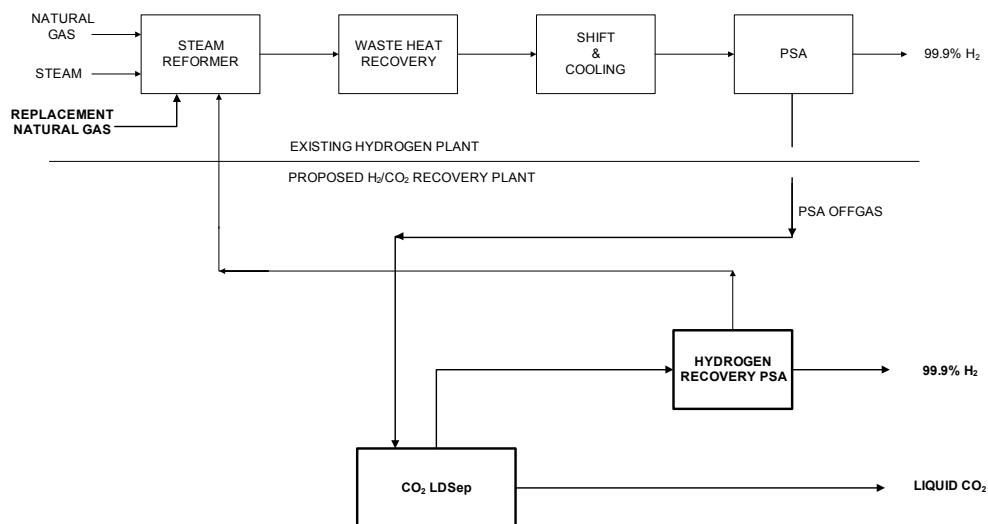 NATURAL
GAS
STEAM
REFORMER
WASTE HEAT
RECOVERY
SHIFT
&
COOLING
PSA
99.9% H₂
STEAM
REPLACEMENT
NATURAL GAS
EXISTING HYDROGEN PLANT
PROPOSED H₂/CO₂ RECOVERY PLANT
PSA OFFGAS
HYDROGEN
RECOVERY PSA
99.9% H₂
CO₂ LDSep
LIQUID CO₂